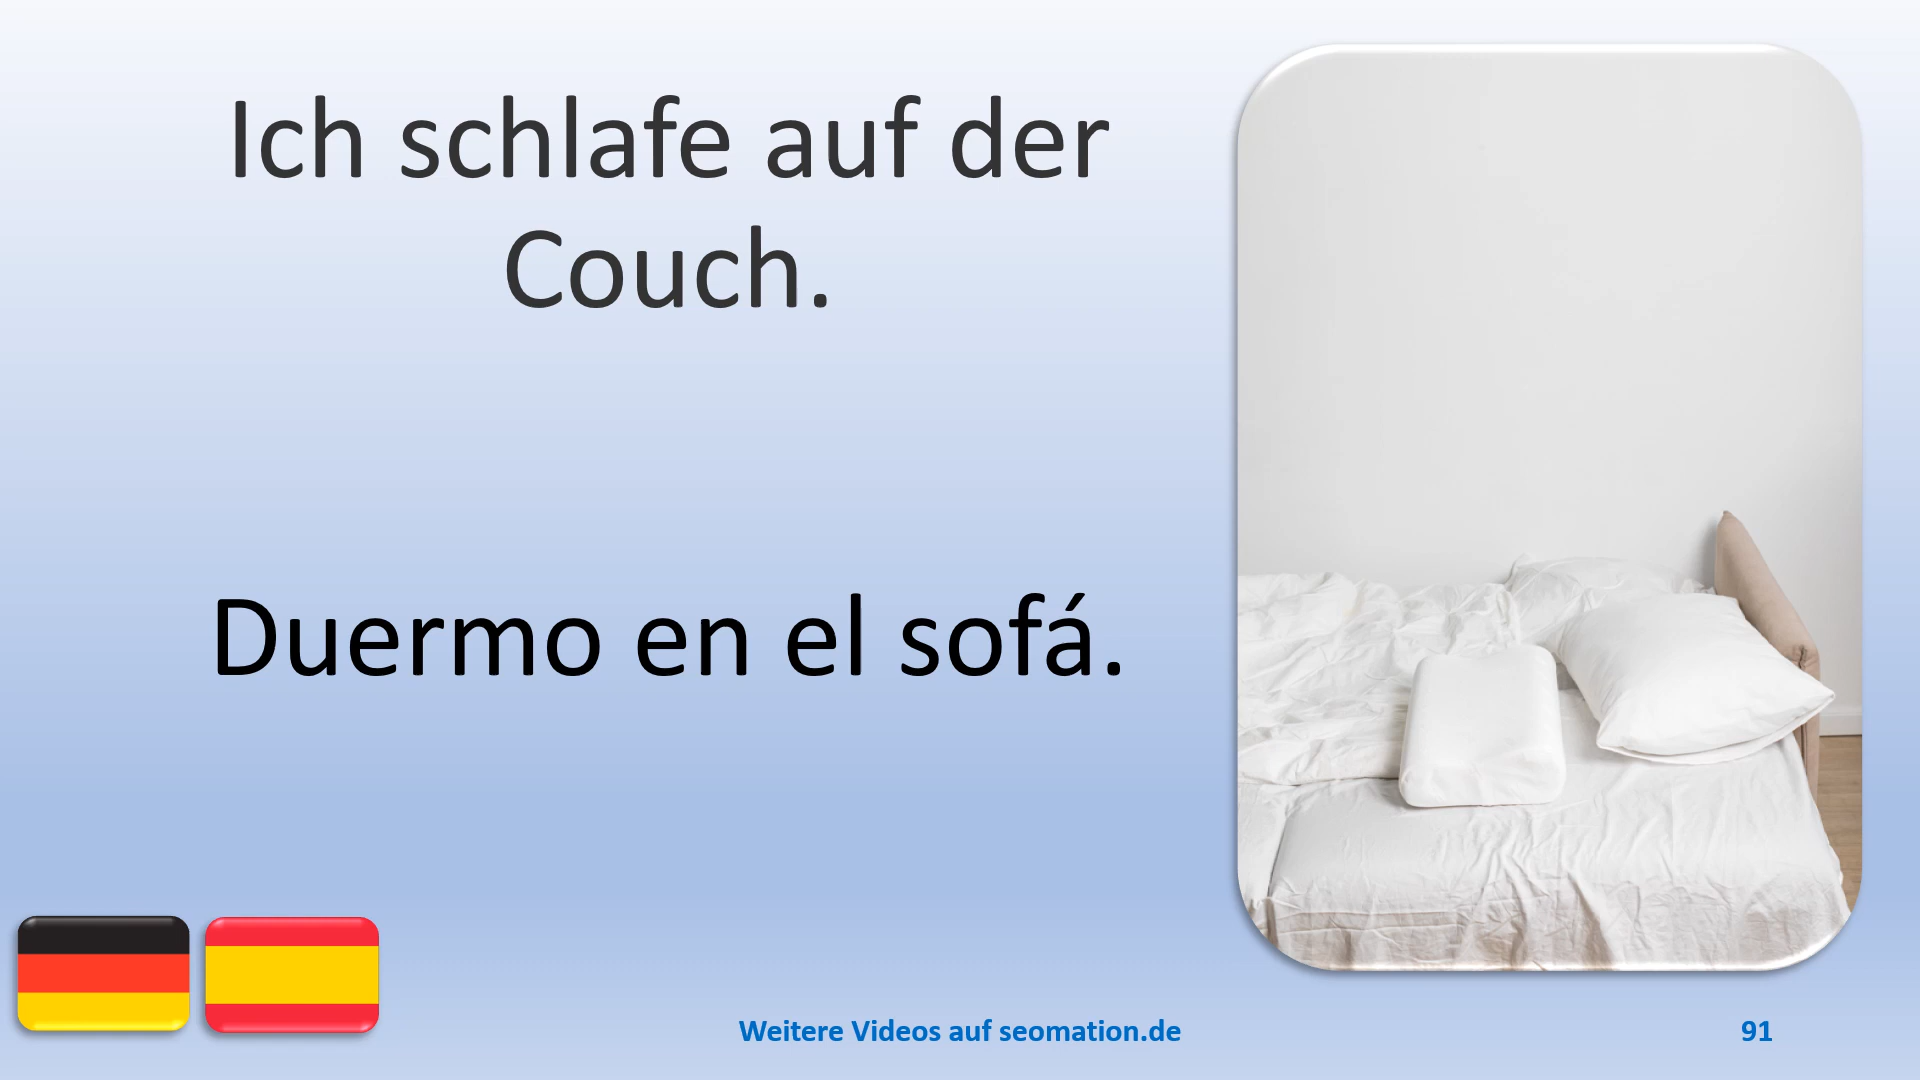 Ich schlafe auf der
Couch.
Duermo en el sofá.
Weitere Videos auf seomation.de
91